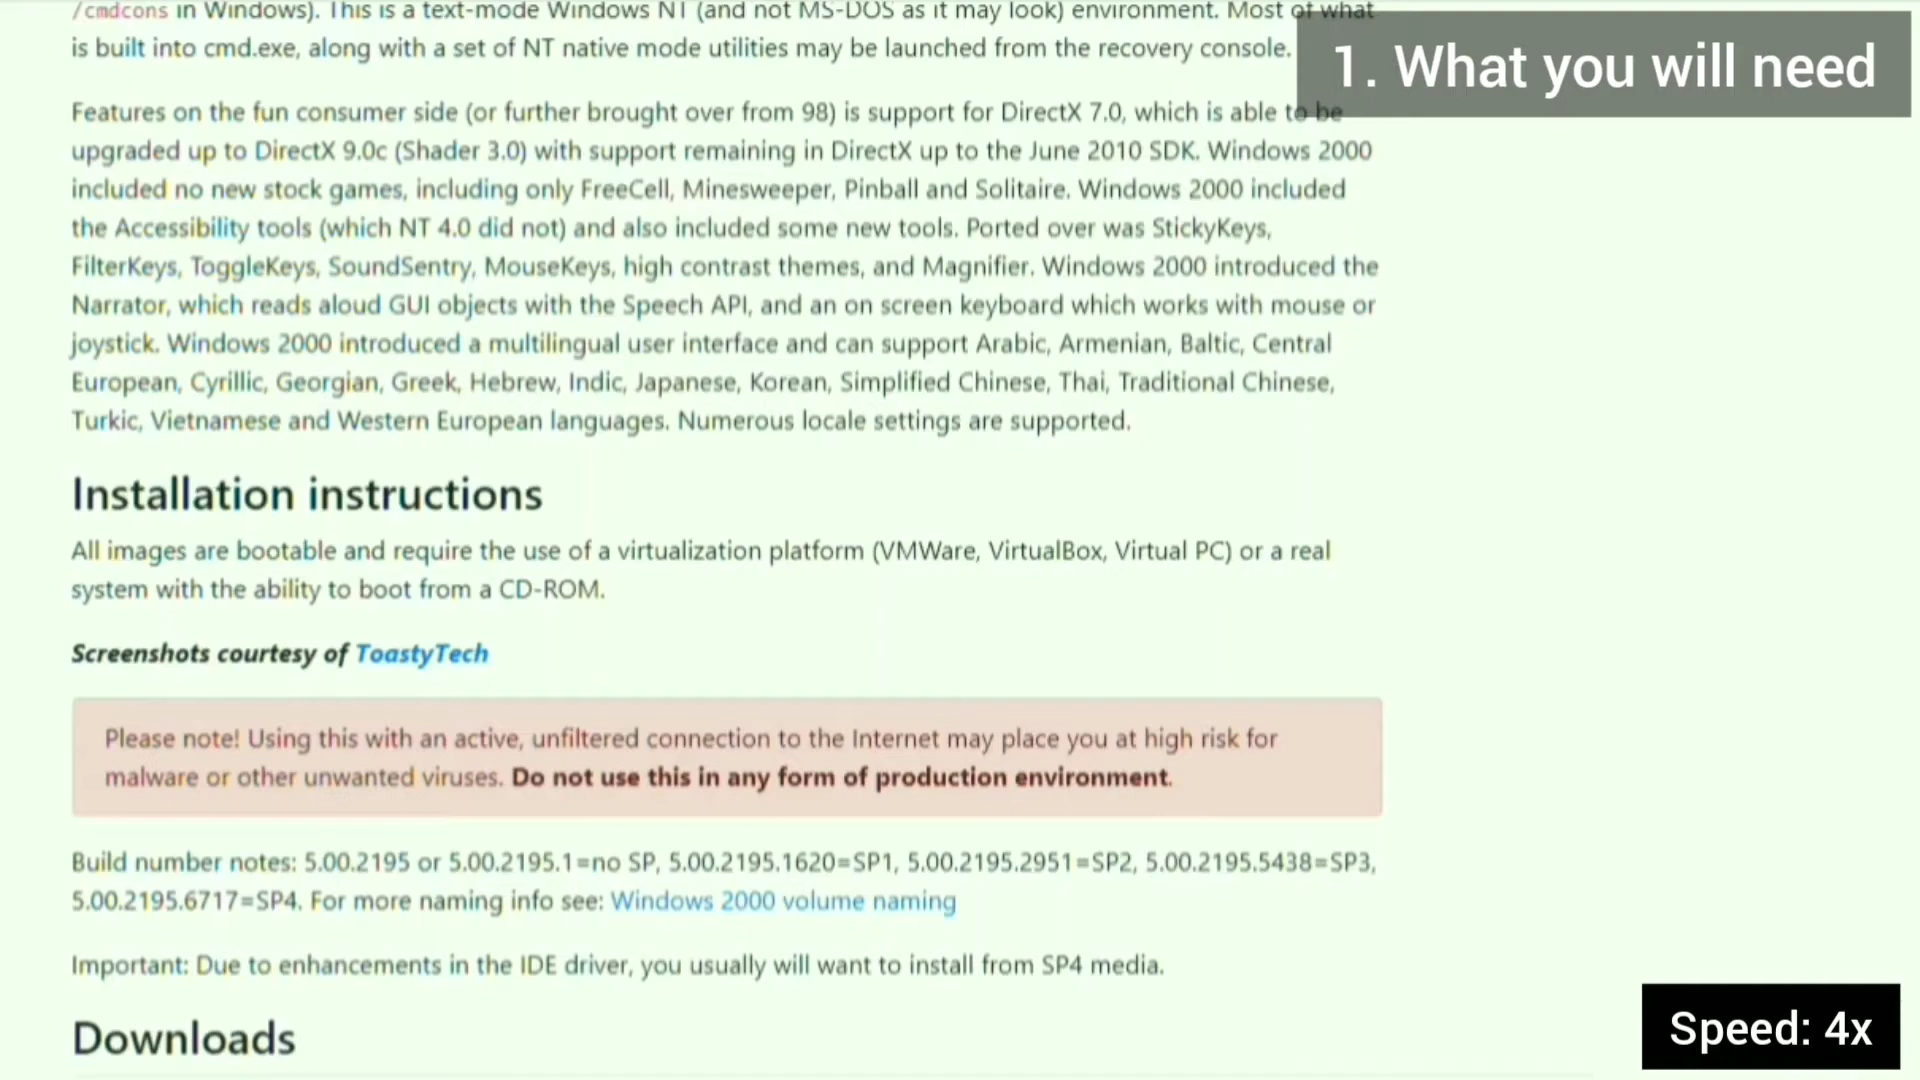 /cmdcons in Windows). This is a text-mode Windows NT (and not MS-DOS as it may look) environment. Most of what
is built into cmd.exe, along with a set of NT native mode utilities may be launched from the recovery console.
1. What you will need
Features on the fun consumer side (or further brought over from 98) is support for DirectX 7.0, which is able to be
upgraded up to DirectX 9.0c (Shader 3.0) with support remaining in DirectX up to the June 2010 SDK. Windows 2000
included no new stock games, including only FreeCell, Minesweeper, Pinball and Solitaire. Windows 2000 included
the Accessibility tools (which NT 4.0 did not) and also included some new tools. Ported over was StickyKeys,
FilterKeys, ToggleKeys, SoundSentry, MouseKeys, high contrast themes, and Magnifier. Windows 2000 introduced the
Narrator, which reads aloud GUI objects with the Speech API, and an on screen keyboard which works with mouse or
joystick. Windows 2000 introduced a multilingual user interface and can support Arabic, Armenian, Baltic, Central
European, Cyrillic, Georgian, Greek, Hebrew, Indic, Japanese, Korean, Simplified Chinese, Thai, Traditional Chinese,
Turkic, Vietnamese and Western European languages. Numerous locale settings are supported.
Installation instructions
All images are bootable and require the use of a virtualization platform (VMWare, VirtualBox, Virtual PC) or a real
system with the ability to boot from a CD-ROM.
Screenshots courtesy of ToastyTech
Please note! Using this with an active, unfiltered connection to the Internet may place you at high risk for
malware or other unwanted viruses. Do not use this in any form of production environment.
Build number notes: 5.00.2195 or 5.00.2195.1=no SP, 5.00.2195.1620=SP1, 5.00.2195.2951=SP2, 5.00.2195.5438=SP3,
5.00.2195.6717=SP4. For more naming info see: Windows 2000 volume naming
Important: Due to enhancements in the IDE driver, you usually will want to install from SP4 media.
Downloads
Speed: 4x